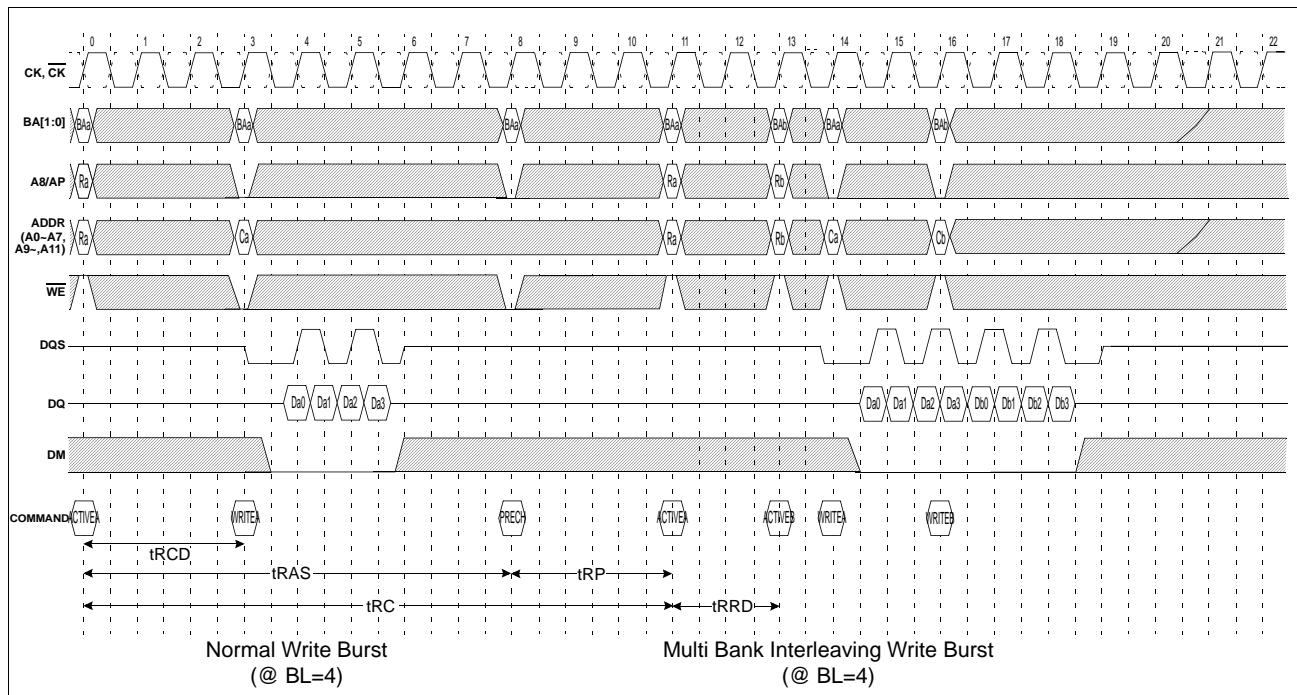 0 1 2 3 4 5 6 7 8 9 10 11 12 13 14 15 16 17 18 19 20 21 22
CK, CK
BA[1:0] BAa BAa BAa BAa BAb BAa BAb
A8/AP Ra Ra Rb
ADDR
(A0~A7,
A9~,A11)
Ra Ca Ra Rb Ca Cb
WE
DQS
DQ Da0 Da1 Da2 Da3 Da0 Da1 Da2 Da3 Db0 Db1 Db2 Db3
DM
COMMAND ACTIVEA WRITEA PRECH ACTIVEA ACTIVEB WRITEA WRITEB
tRCD
tRAS tRP
tRC tRRD
Normal Write Burst Multi Bank Interleaving Write Burst
(@ BL=4) (@ BL=4)